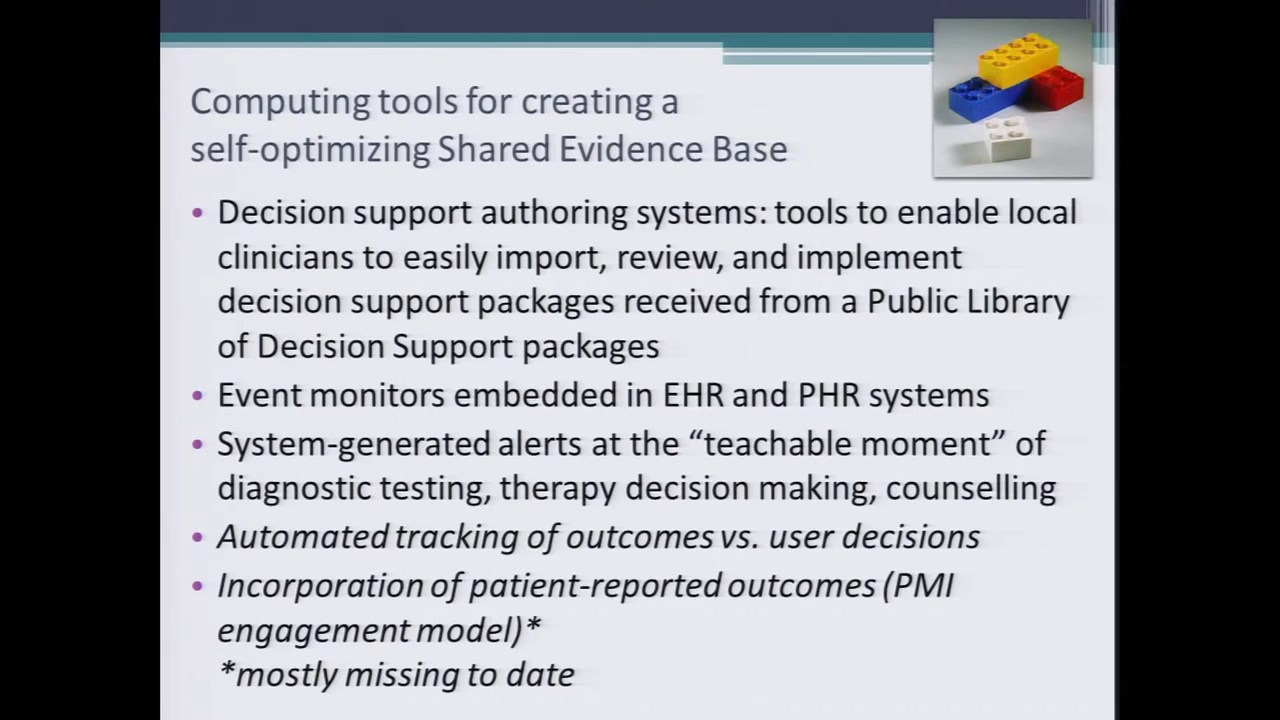 Computing tools for creating a
self-optimizing Shared Evidence Base
• Decision support authoring systems: tools to enable local
clinicians to easily import, review, and implement
decision support packages received from a Public Library
of Decision Support packages
• Event monitors embedded in EHR and PHR systems
• System-generated alerts at the “teachable moment” of
diagnostic testing, therapy decision making, counselling
• Automated tracking of outcomes vs. user decisions
• Incorporation of patient-reported outcomes (PMI
engagement model)*
*mostly missing to date